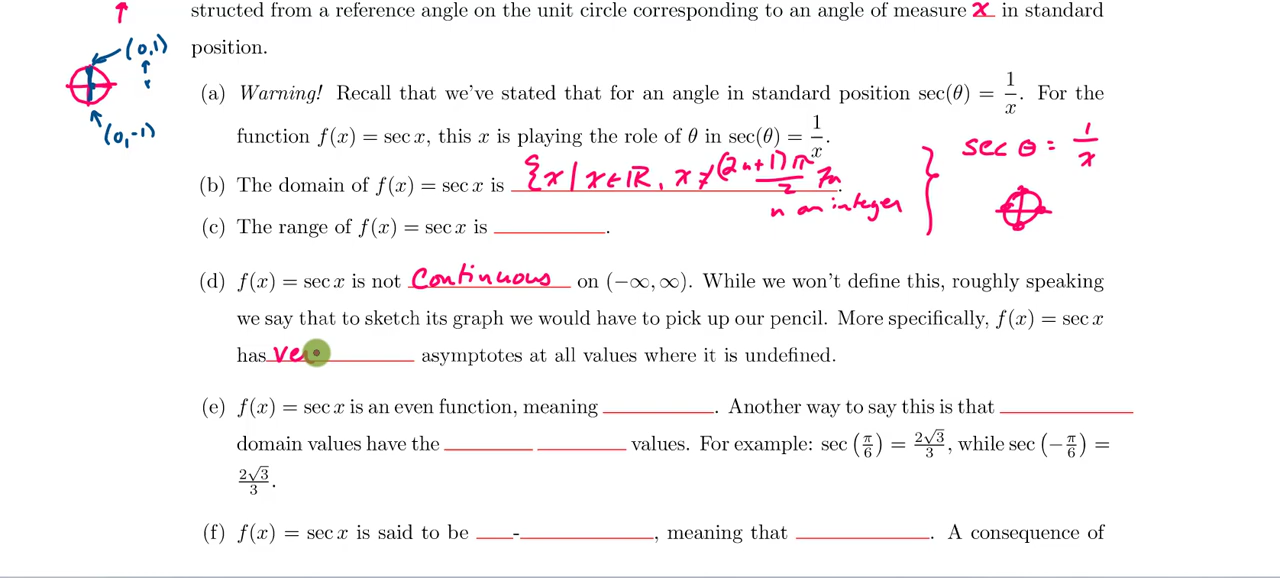 structed from a reference angle on the unit circle corresponding to an angle of measure x in standard
(0,1)
position.
(a) Warning! Recall that we've stated that for an angle in standard position sec(θ) = 1/x. For the
(0,-1)
function f(x) = sec x, this x is playing the role of θ in sec(θ) = 1/x.
sec θ = 1/x
(b) The domain of f(x) = sec x is {x | x ∈ ℝ, x ≠ (2n+1)π/2 .
n an integer
(c) The range of f(x) = sec x is ________.
(d) f(x) = sec x is not Continuous on (−∞, ∞). While we won't define this, roughly speaking
we say that to sketch its graph we would have to pick up our pencil. More specifically, f(x) = sec x
has ve asymptotes at all values where it is undefined.
(e) f(x) = sec x is an even function, meaning ________. Another way to say this is that ________
domain values have the ________ ________ values. For example: sec (π/6) = 2√3/3, while sec (−π/6) =
2√3/3.
(f) f(x) = sec x is said to be ___-________, meaning that ________. A consequence of